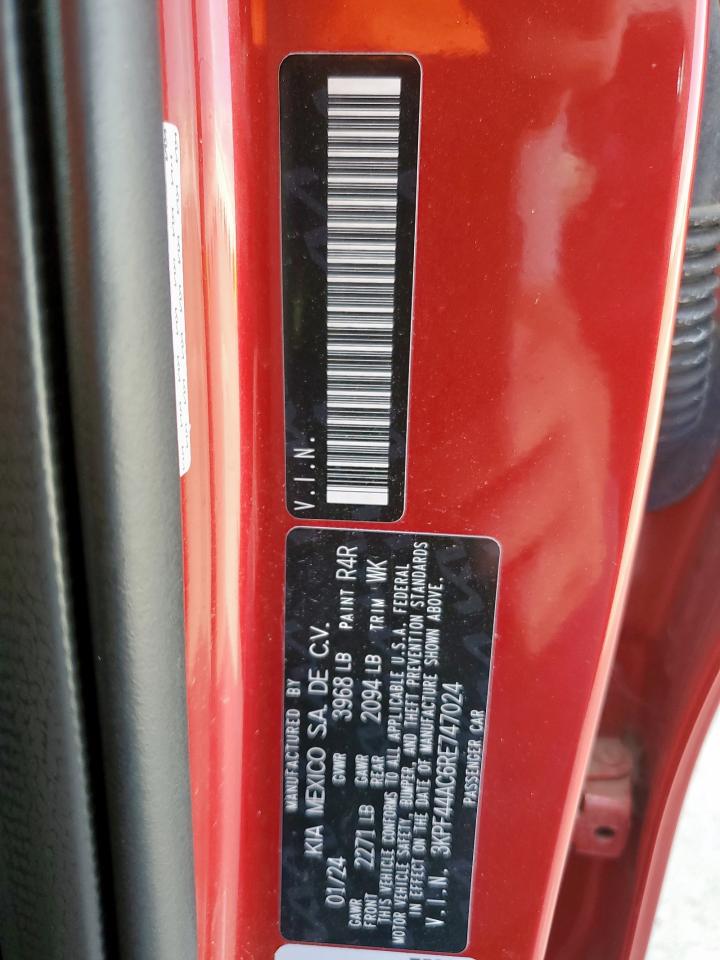 V.I.N.
MANUFACTURED BY
KIA MEXICO S.A. DE C.V.
01/24 GVWR 3968 LB PAINT R4R
GAWR FRONT 2271 LB GAWR REAR 2094 LB TRIM WK
THIS VEHICLE CONFORMS TO ALL APPLICABLE U.S.A. FEDERAL
MOTOR VEHICLE SAFETY, BUMPER, AND THEFT PREVENTION STANDARDS
IN EFFECT ON THE DATE OF MANUFACTURE SHOWN ABOVE.
V.I.N. 3KPF44AC6RE747024
PASSENGER CAR